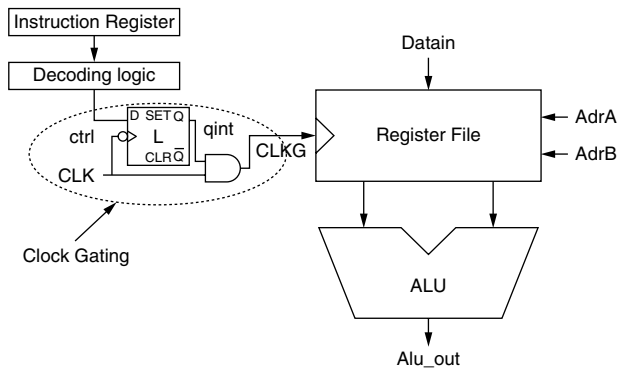 Instruction Register
Decoding logic
Datain
D SET Q
ctrl
L
qint
CLR Q̅
CLK
CLKG
Register File
AdrA
AdrB
Clock Gating
ALU
Alu_out